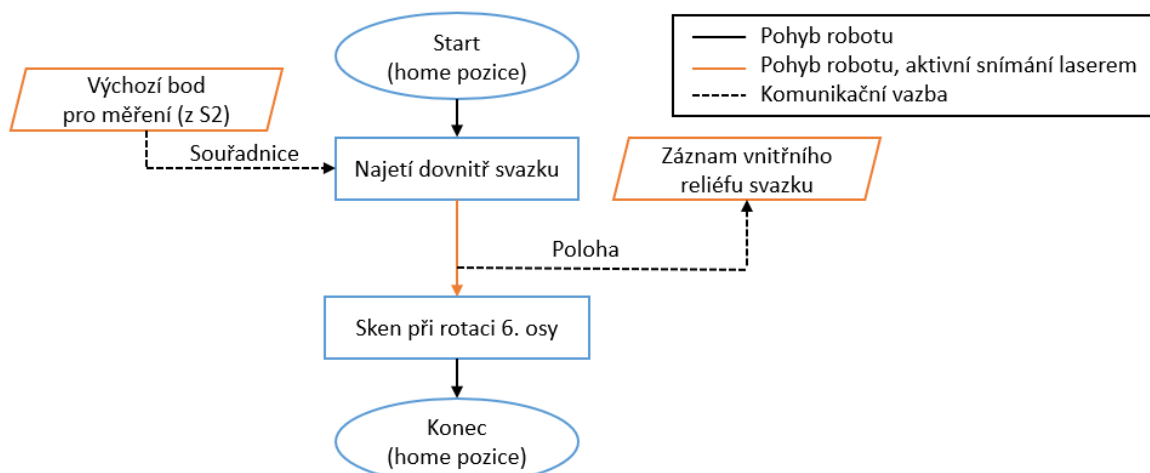 Start
(home pozice)
Pohyb robotu
Pohyb robotu, aktivní snímání laserem
Komunikační vazba
Výchozí bod
pro měření (z S2)
Souřadnice
Najetí dovnitř svazku
Záznam vnitřního
reliéfu svazku
Poloha
Sken při rotaci 6. osy
Konec
(home pozice)